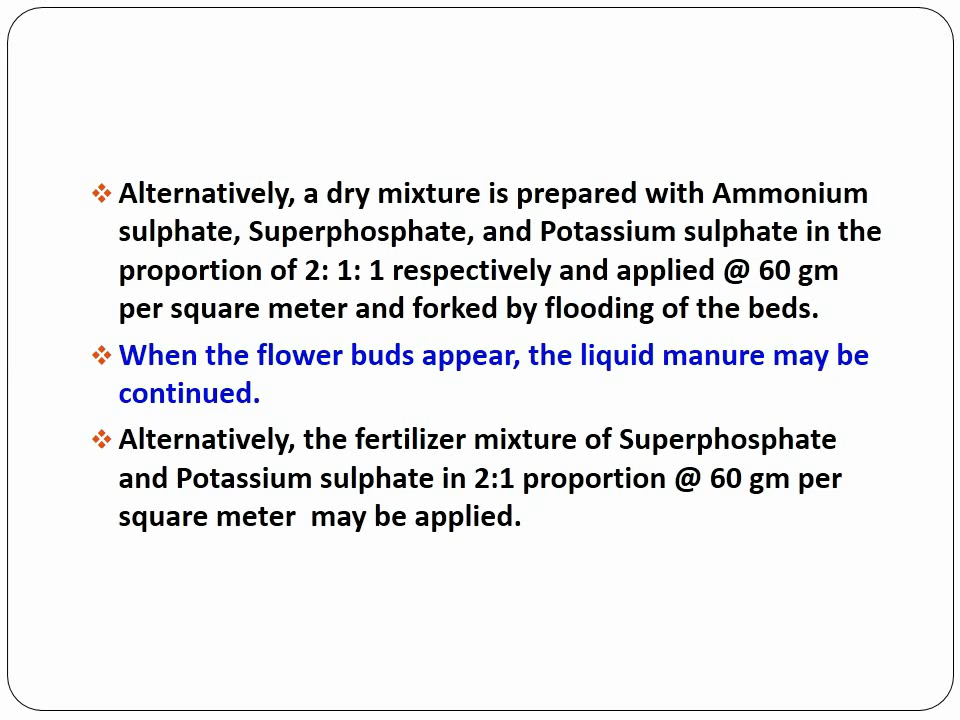 Alternatively, a dry mixture is prepared with Ammonium
sulphate, Superphosphate, and Potassium sulphate in the
proportion of 2: 1: 1 respectively and applied @ 60 gm
per square meter and forked by flooding of the beds.
When the flower buds appear, the liquid manure may be
continued.
Alternatively, the fertilizer mixture of Superphosphate
and Potassium sulphate in 2:1 proportion @ 60 gm per
square meter  may be applied.